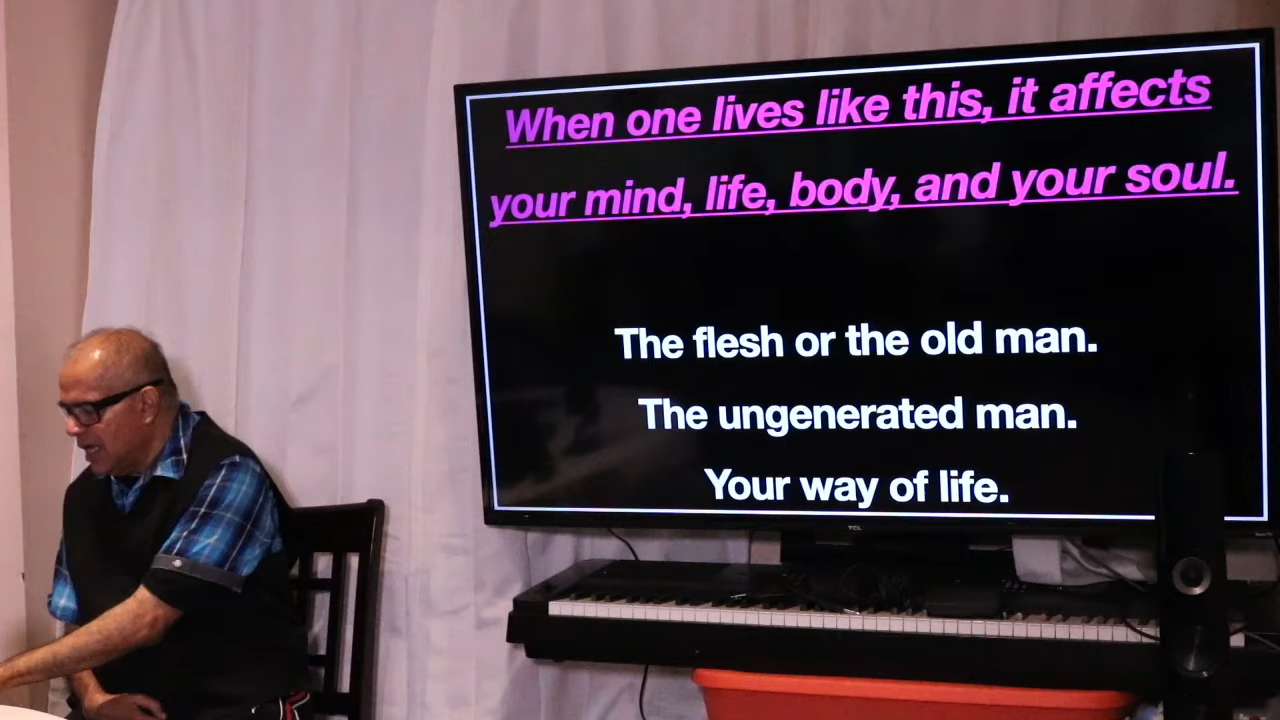 When one lives like this, it affects
your mind, life, body, and your soul.
The flesh or the old man.
The ungenerated man.
Your way of life.
TCL